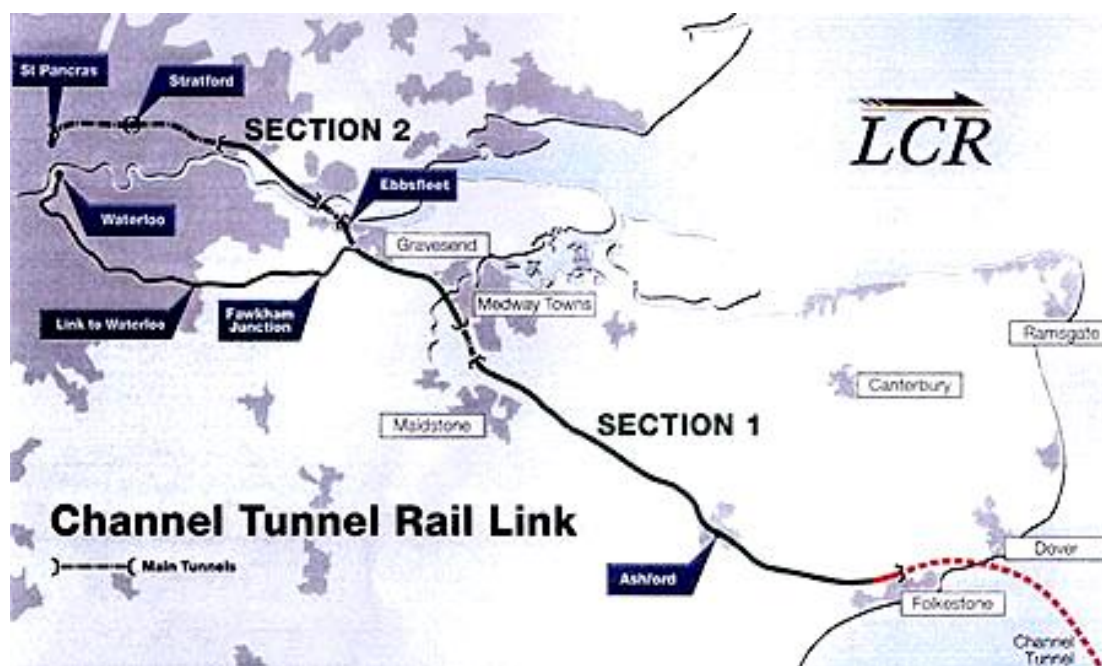 St Pancras
Stratford
SECTION 2
LCR
Ebbsfleet
Waterloo
Gravesend
Medway Towns
Link to Waterloo
Fawkham
Junction
Ramsgate
Canterbury
Maidstone
SECTION 1
Channel Tunnel Rail Link
Main Tunnels
Ashford
Dover
Folkestone
Channel
Tunnel